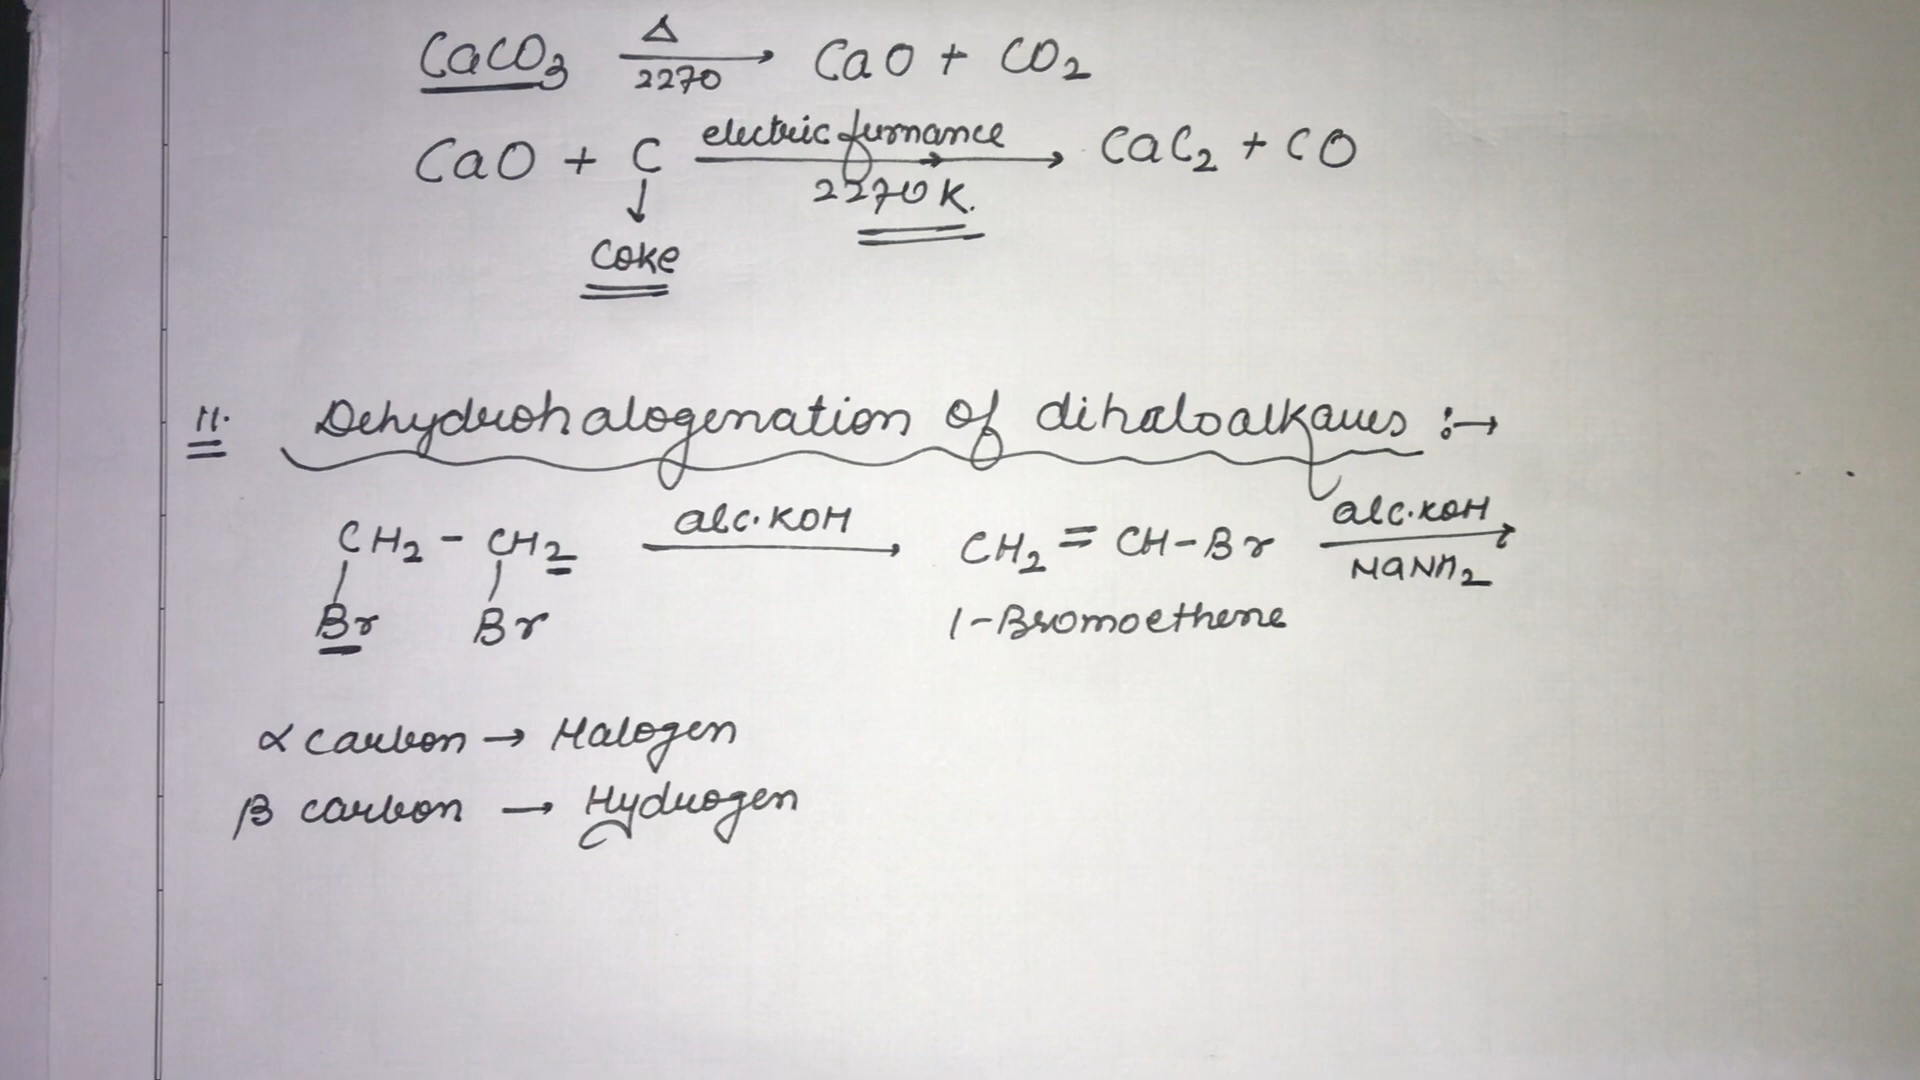 CaCO3 Δ 2270 → CaO + CO2
CaO + C electric furnance 2270 K. → CaC2 + CO
↓
Coke
11. Dehydrohalogenation of dihaloalkanes :→
CH2 - CH2 alc.KOH → CH2 = CH-Br alc.KOH NaNH2 →
Br Br 1-Bromoethene
α carbon → Halogen
β carbon → Hydrogen